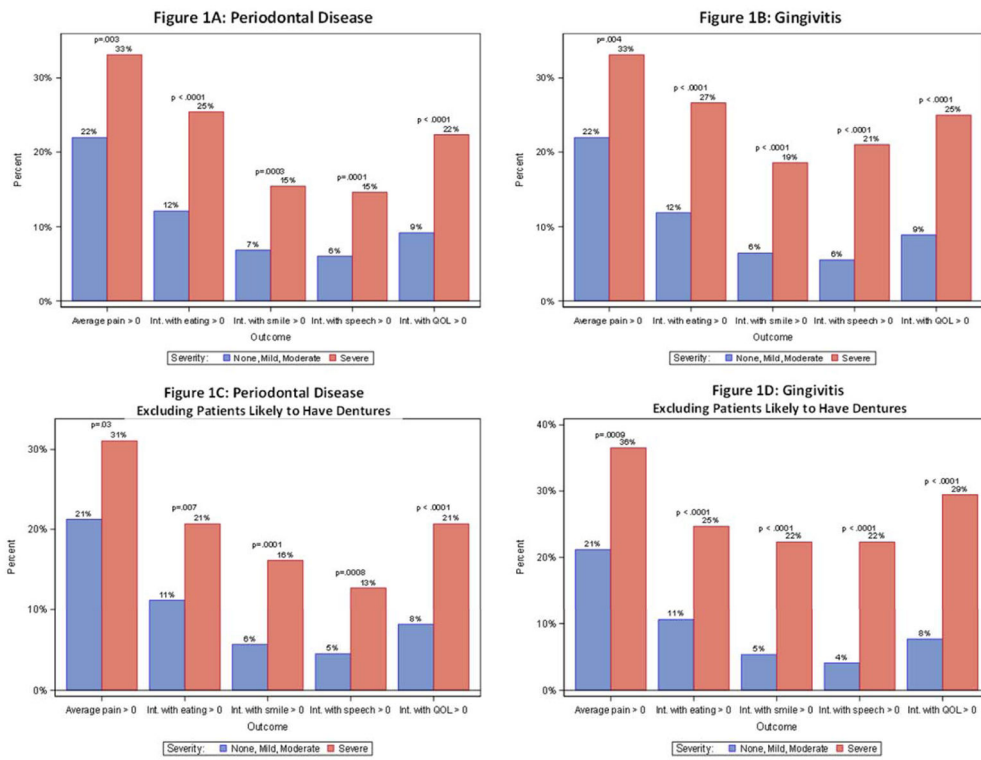 Figure 1A: Periodontal Disease
p=.003
33%
30%
p < .0001
25%
p < .0001
22%
22%
20%
Percent
p=.0003
15%
p=.0001
15%
12%
10%
9%
7%
6%
0%
Average pain > 0 Int. with eating > 0 Int. with smile > 0 Int. with speech > 0 Int. with QOL > 0
Outcome
Severity: None, Mild, Moderate Severe
Figure 1B: Gingivitis
p=.004
33%
30%
p < .0001
27%
p < .0001
25%
22%
p < .0001
21%
20%
Percent
p < .0001
19%
12%
10%
9%
6%
6%
0%
Average pain > 0 Int. with eating > 0 Int. with smile > 0 Int. with speech > 0 Int. with QOL > 0
Outcome
Severity: None, Mild, Moderate Severe
Figure 1C: Periodontal Disease
Excluding Patients Likely to Have Dentures
p=.03
31%
30%
p=.007
21%
p < .0001
21%
21%
20%
Percent
p=.0001
16%
p=.0008
13%
11%
10%
8%
6%
5%
0%
Average pain > 0 Int. with eating > 0 Int. with smile > 0 Int. with speech > 0 Int. with QOL > 0
Outcome
Severity: None, Mild, Moderate Severe
Figure 1D: Gingivitis
Excluding Patients Likely to Have Dentures
40%
p=.0009
36%
30%
p < .0001
29%
p < .0001
25%
p < .0001
22%
p < .0001
22%
21%
20%
Percent
11%
10%
8%
5%
4%
0%
Average pain > 0 Int. with eating > 0 Int. with smile > 0 Int. with speech > 0 Int. with QOL > 0
Outcome
Severity: None, Mild, Moderate Severe